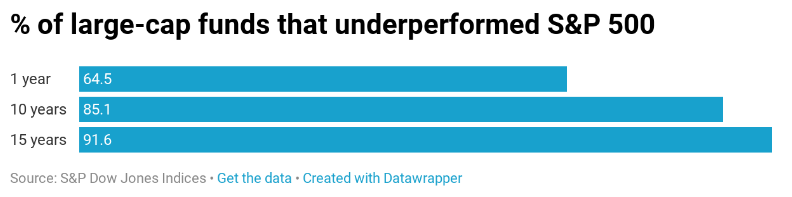 % of large-cap funds that underperformed S&P 500
1 year 64.5
10 years 85.1
15 years 91.6
Source: S&P Dow Jones Indices • Get the data • Created with Datawrapper